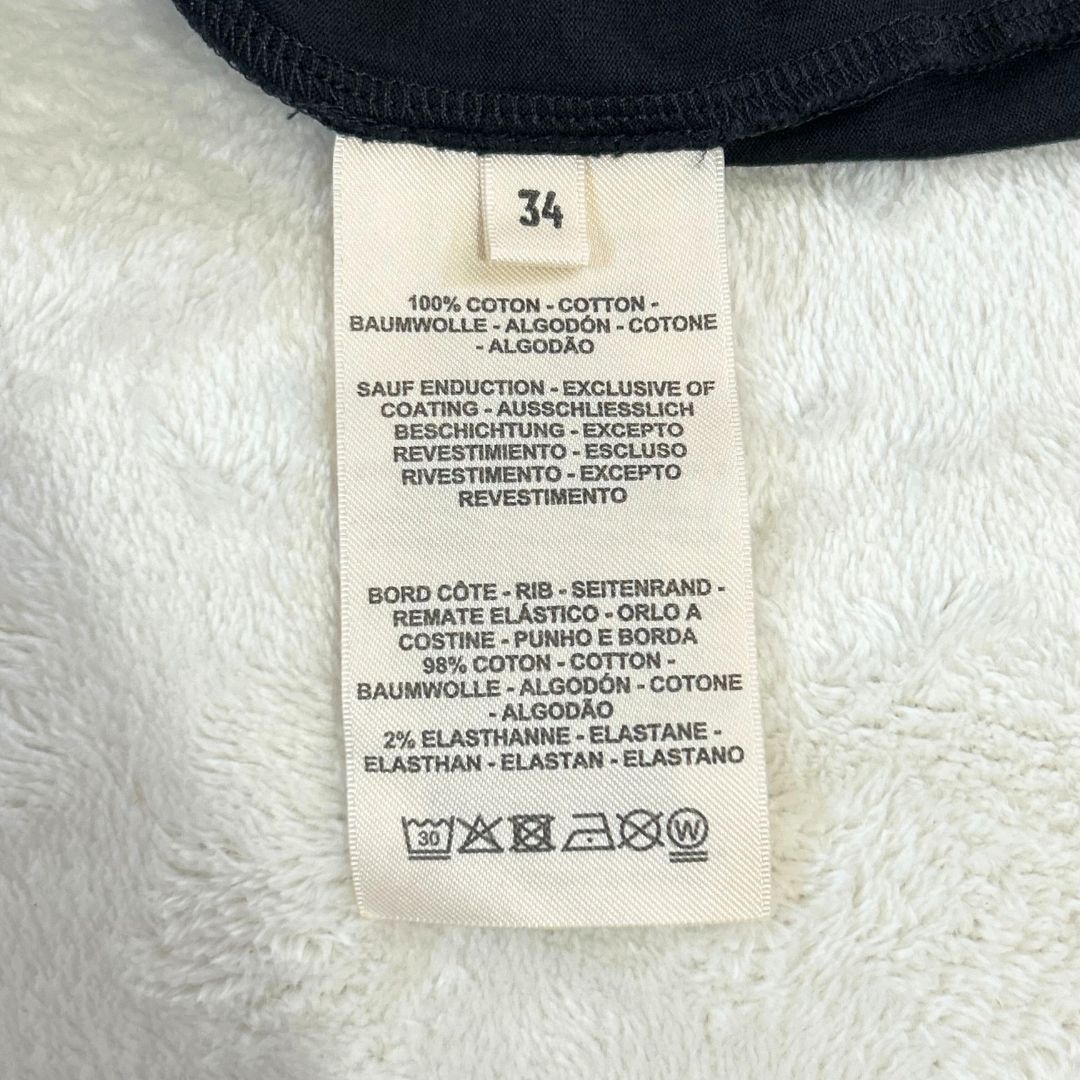 34
100% COTON - COTTON -
BAUMWOLLE - ALGODÓN - COTONE
- ALGODÃO
SAUF ENDUCTION - EXCLUSIVE OF
COATING - AUSSCHLIESSLICH
BESCHICHTUNG - EXCEPTO
REVESTIMIENTO - ESCLUSO
RIVESTIMENTO - EXCEPTO
REVESTIMENTO
BORD CÔTE - RIB - SEITENRAND -
REMATE ELÁSTICO - ORLO A
COSTINE - PUNHO E BORDA
98% COTON - COTTON -
BAUMWOLLE - ALGODÓN - COTONE
- ALGODÃO
2% ELASTHANNE - ELASTANE -
ELASTHAN - ELASTAN - ELASTANO
30 W